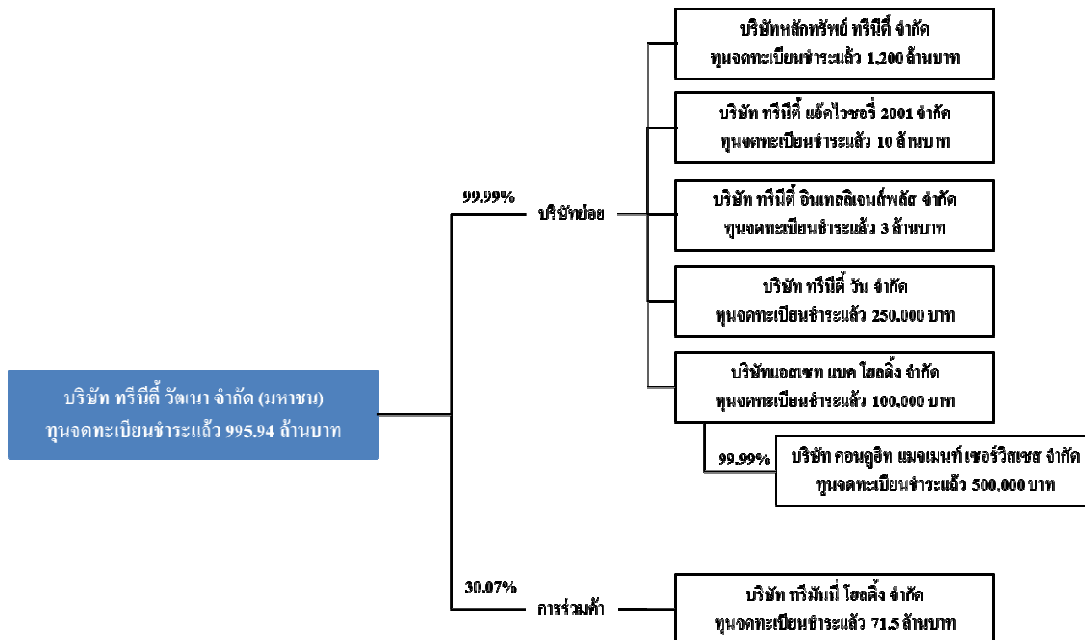 บริษัทหลักทรัพย์ ทรีนีตี้ จำกัด
ทุนจดทะเบียนชำระแล้ว 1,200 ล้านบาท
บริษัท ทรีนีตี้ แอ๊ดไวซอรี่ 2001 จำกัด
ทุนจดทะเบียนชำระแล้ว 10 ล้านบาท
99.99%
บริษัทย่อย
บริษัท ทรีนีตี้ อินเทลลิเจนส์พลัส จำกัด
ทุนจดทะเบียนชำระแล้ว 3 ล้านบาท
บริษัท ทรีนีตี้ วัน จำกัด
ทุนจดทะเบียนชำระแล้ว 250,000 บาท
บริษัท ทรีนีตี้ วัฒนา จำกัด (มหาชน)
ทุนจดทะเบียนชำระแล้ว 995.94 ล้านบาท
บริษัทแอสเซท แบค โฮลดิ้ง จำกัด
ทุนจดทะเบียนชำระแล้ว 100,000 บาท
99.99%
บริษัท คอนดูอิท แมจเมนท์ เซอร์วิสเซส จำกัด
ทุนจดทะเบียนชำระแล้ว 500,000 บาท
30.07%
การร่วมค้า
บริษัท ทรีมันนี่ โฮลดิ้ง จำกัด
ทุนจดทะเบียนชำระแล้ว 71.5 ล้านบาท